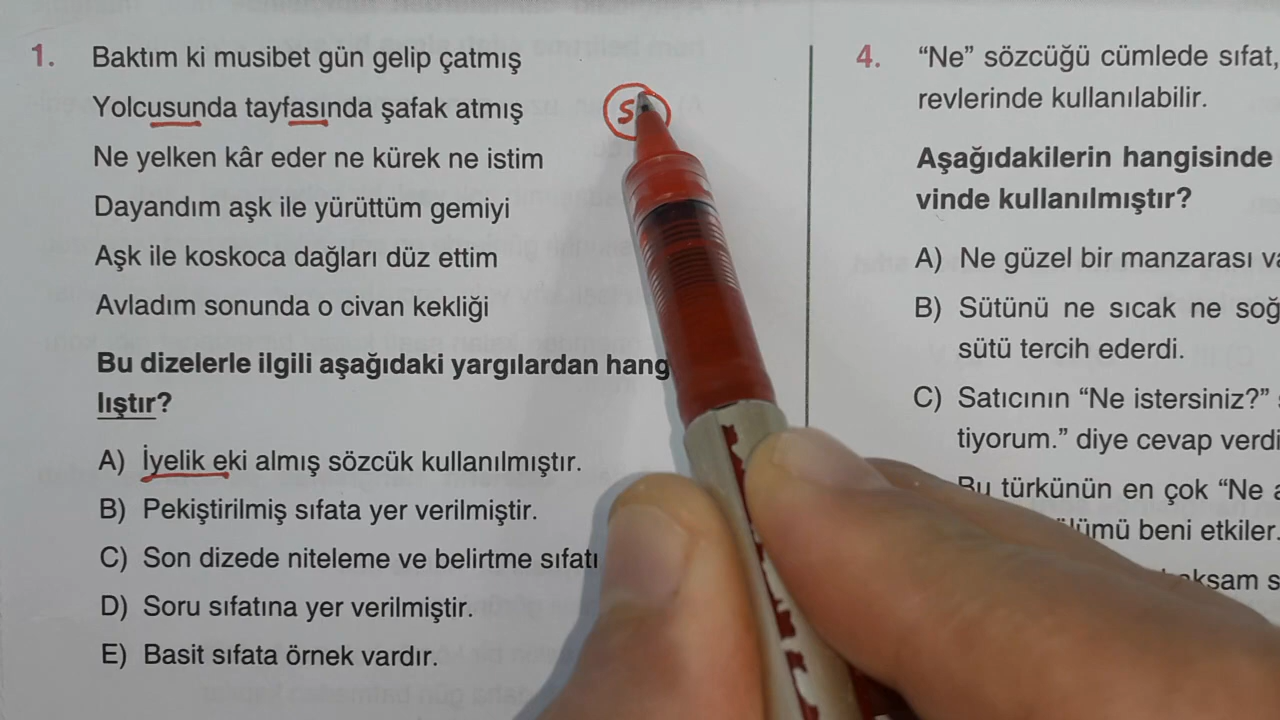 1. Baktım ki musibet gün gelip çatmış
Yolcusunda tayfasında şafak atmış
Ne yelken kâr eder ne kürek ne istim
Dayandım aşk ile yürüttüm gemiyi
Aşk ile koskoca dağları düz ettim
Avladım sonunda o civan kekliği
Bu dizelerle ilgili aşağıdaki yargılardan hang
lıştır?
A) İyelik eki almış sözcük kullanılmıştır.
B) Pekiştirilmiş sıfata yer verilmiştir.
C) Son dizede niteleme ve belirtme sıfatı
D) Soru sıfatına yer verilmiştir.
E) Basit sıfata örnek vardır.
S
4. “Ne” sözcüğü cümlede sıfat,
revlerinde kullanılabilir.
Aşağıdakilerin hangisinde
vinde kullanılmıştır?
A) Ne güzel bir manzarası va
B) Sütünü ne sıcak ne soğ
sütü tercih ederdi.
C) Satıcının “Ne istersiniz?”
tiyorum.” diye cevap verdi
Bu türkünün en çok “Ne a
lümü beni etkiler.
akşam s